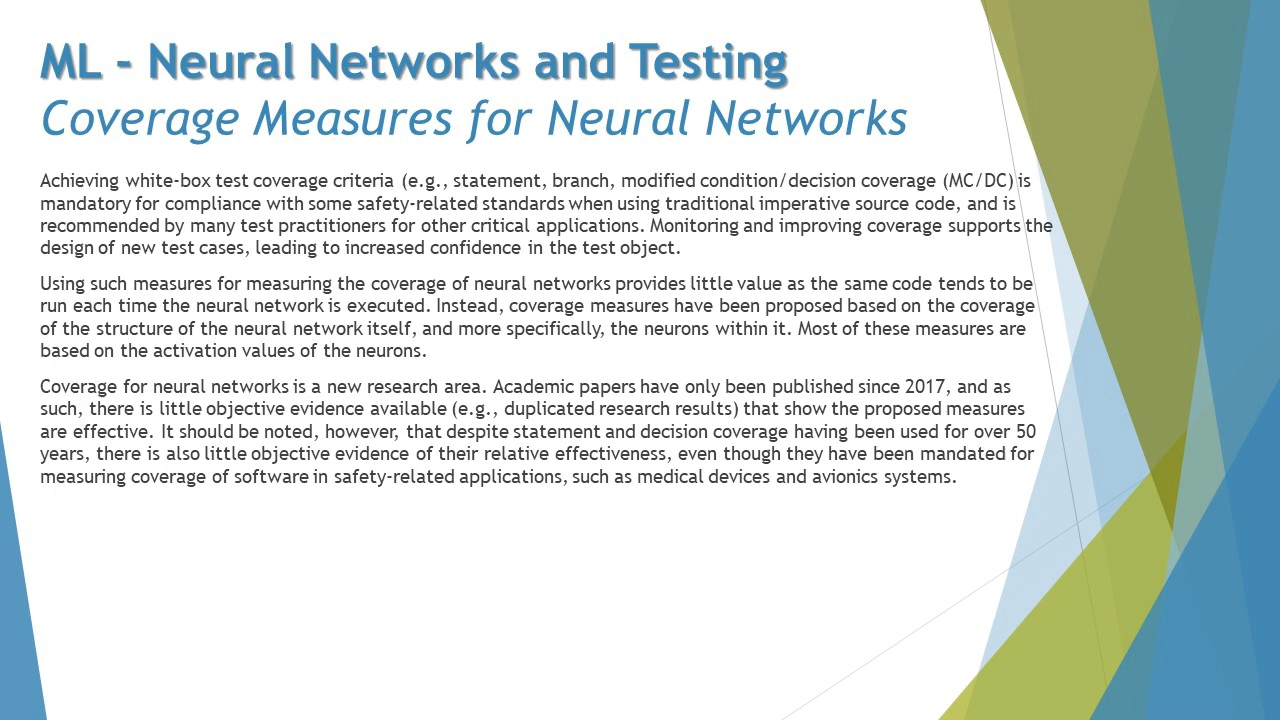 ML - Neural Networks and Testing
Coverage Measures for Neural Networks
Achieving white-box test coverage criteria (e.g., statement, branch, modified condition/decision coverage (MC/DC) is
mandatory for compliance with some safety-related standards when using traditional imperative source code, and is
recommended by many test practitioners for other critical applications. Monitoring and improving coverage supports the
design of new test cases, leading to increased confidence in the test object.
Using such measures for measuring the coverage of neural networks provides little value as the same code tends to be
run each time the neural network is executed. Instead, coverage measures have been proposed based on the coverage
of the structure of the neural network itself, and more specifically, the neurons within it. Most of these measures are
based on the activation values of the neurons.
Coverage for neural networks is a new research area. Academic papers have only been published since 2017, and as
such, there is little objective evidence available (e.g., duplicated research results) that show the proposed measures
are effective. It should be noted, however, that despite statement and decision coverage having been used for over 50
years, there is also little objective evidence of their relative effectiveness, even though they have been mandated for
measuring coverage of software in safety-related applications, such as medical devices and avionics systems.